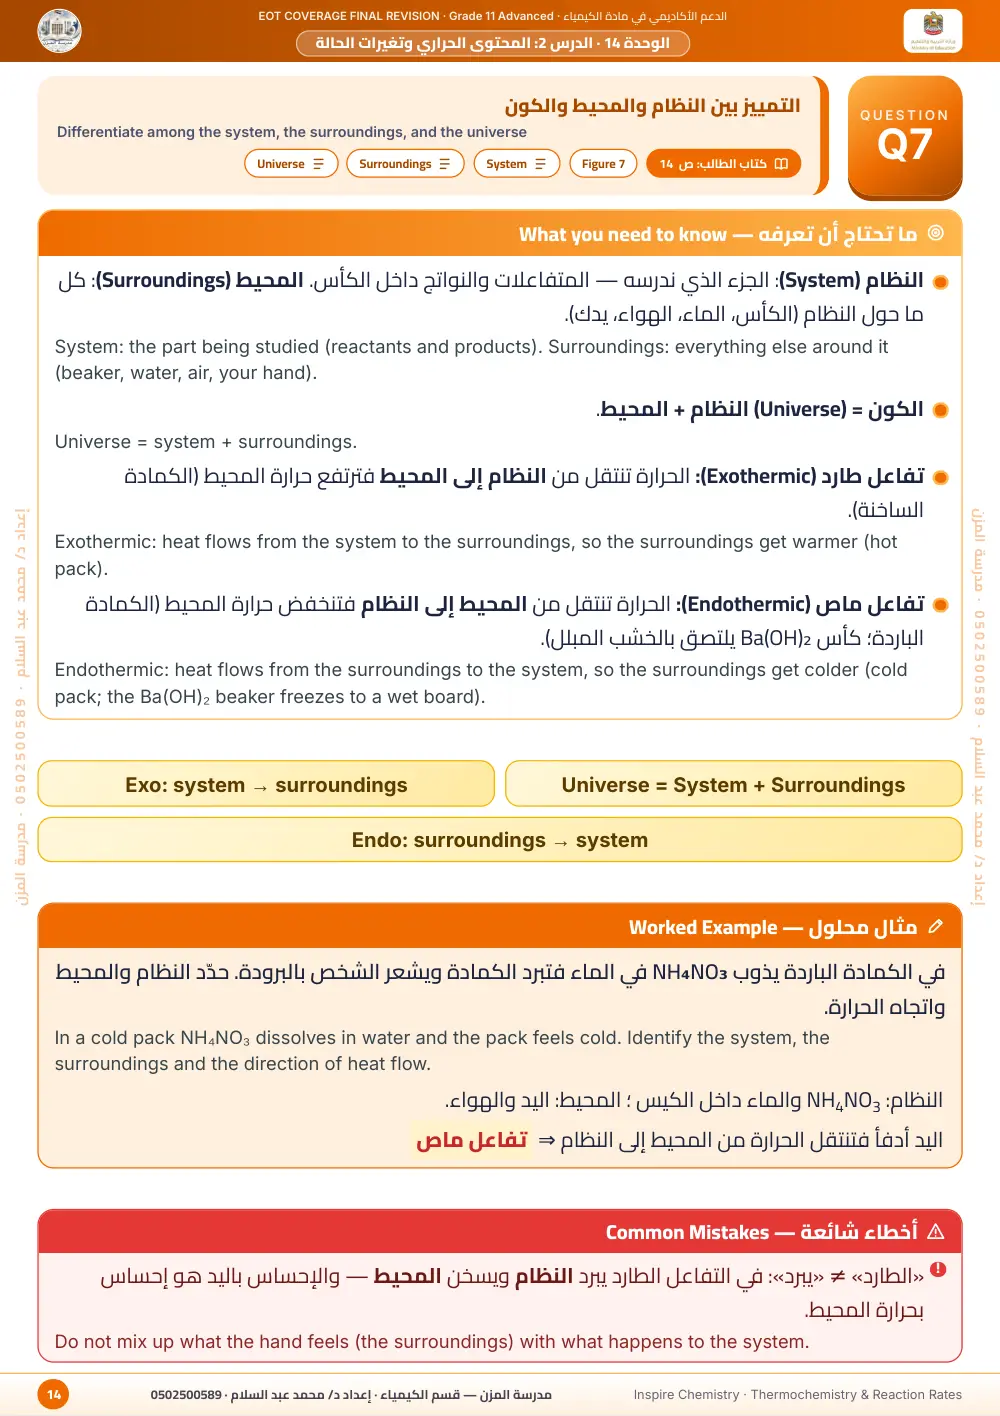 EOT COVERAGE FINAL REVISION · Grade 11 Advanced · الدعم الأكاديمي في مادة الكيمياء
الوحدة 14 · الدرس 2: المحتوى الحراري وتغيرات الحالة
QUESTION
Q7
التمييز بين النظام والمحيط والكون
Differentiate among the system, the surroundings, and the universe
كتاب الطالب: ص 14
Figure 7
System
Surroundings
Universe
ما تحتاج أن تعرفه — What you need to know
النظام (System): الجزء الذي ندرسه — المتفاعلات والنواتج داخل الكأس. المحيط (Surroundings): كل
ما حول النظام (الكأس، الماء، الهواء، يدك).
System: the part being studied (reactants and products). Surroundings: everything else around it
(beaker, water, air, your hand).
الكون = (Universe) النظام + المحيط.
Universe = system + surroundings.
تفاعل طارد (Exothermic): الحرارة تنتقل من النظام إلى المحيط فترتفع حرارة المحيط (الكمادة
الساخنة).
Exothermic: heat flows from the system to the surroundings, so the surroundings get warmer (hot
pack).
تفاعل ماص (Endothermic): الحرارة تنتقل من المحيط إلى النظام فتنخفض حرارة المحيط (الكمادة
الباردة؛ كأس Ba(OH)₂ يلتصق بالخشب المبلل).
Endothermic: heat flows from the surroundings to the system, so the surroundings get colder (cold
pack; the Ba(OH)₂ beaker freezes to a wet board).
Exo: system → surroundings
Universe = System + Surroundings
Endo: surroundings → system
مثال محلول — Worked Example
في الكمادة الباردة يذوب NH₄NO₃ في الماء فتبرد الكمادة ويشعر الشخص بالبرودة. حدّد النظام والمحيط
واتجاه الحرارة.
In a cold pack NH₄NO₃ dissolves in water and the pack feels cold. Identify the system, the
surroundings and the direction of heat flow.
النظام: NH₄NO₃ والماء داخل الكيس ؛ المحيط: اليد والهواء.
اليد أدفأ فتنتقل الحرارة من المحيط إلى النظام ⇒ تفاعل ماص
أخطاء شائعة — Common Mistakes
«الطارد» ≠ «يبرد»: في التفاعل الطارد يبرد النظام ويسخن المحيط — والإحساس باليد هو إحساس
بحرارة المحيط.
Do not mix up what the hand feels (the surroundings) with what happens to the system.
إعداد د/ محمد عبد السلام · 0502500589 · مدرسة المزن
إعداد د/ محمد عبد السلام · 0502500589 · مدرسة المزن
14
مدرسة المزن — قسم الكيمياء · إعداد د/ محمد عبد السلام · 0502500589
Inspire Chemistry · Thermochemistry & Reaction Rates